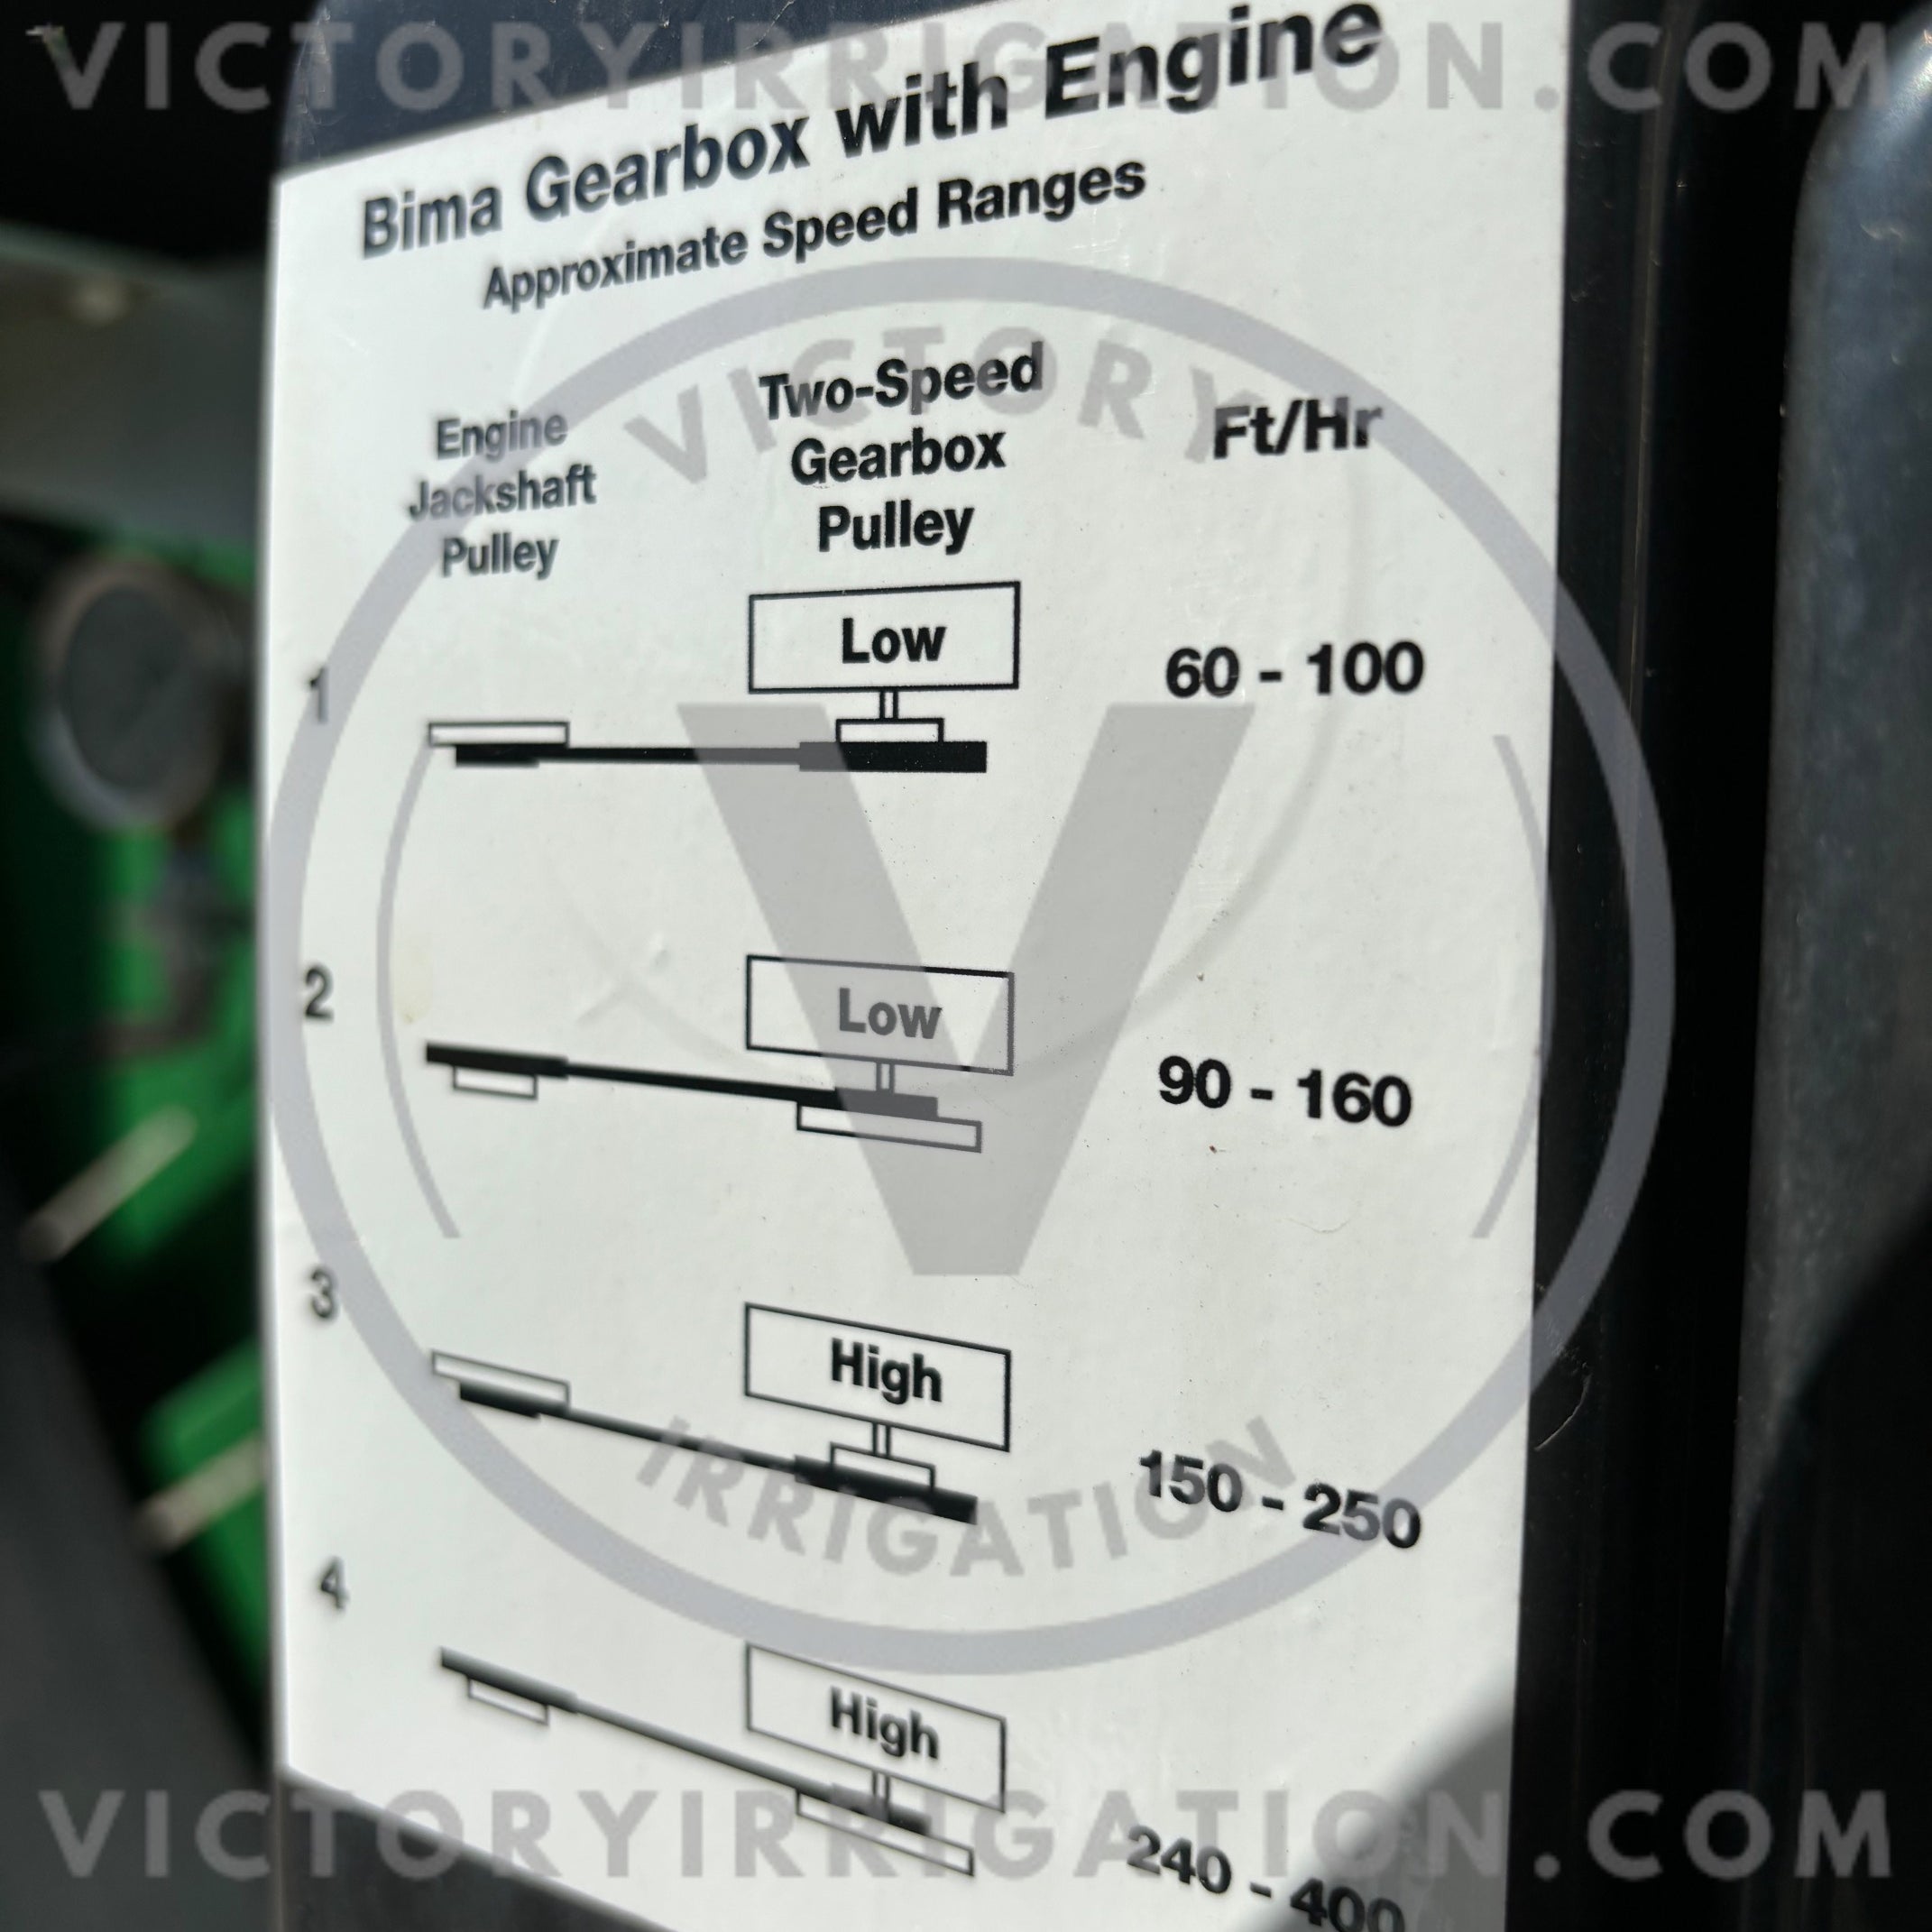 VICTORYIRRIGATION.COM
Bima Gearbox with Engine
Approximate Speed Ranges
VICTORY
Engine
Jackshaft
Pulley
Two-Speed
Gearbox
Pulley
Ft/Hr
1
Low
60 - 100
V
2
Low
90 - 160
3
High
150 - 250
IRRIGATION
4
High
240 - 400
VICTORYIRRIGATION.COM